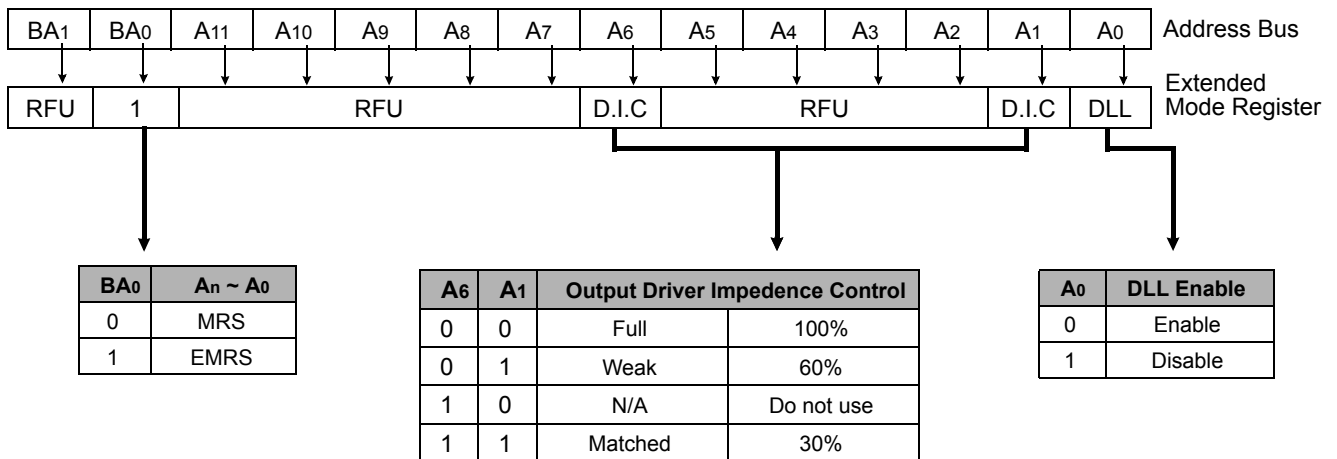 BA1 BA0 A11 A10 A9 A8 A7 A6 A5 A4 A3 A2 A1 A0 Address Bus
RFU 1 RFU D.I.C RFU D.I.C DLL Extended Mode Register
BA0 An ~ A0
0 MRS
1 EMRS
A6 A1 Output Driver Impedence Control
0 0 Full 100%
0 1 Weak 60%
1 0 N/A Do not use
1 1 Matched 30%
A0 DLL Enable
0 Enable
1 Disable